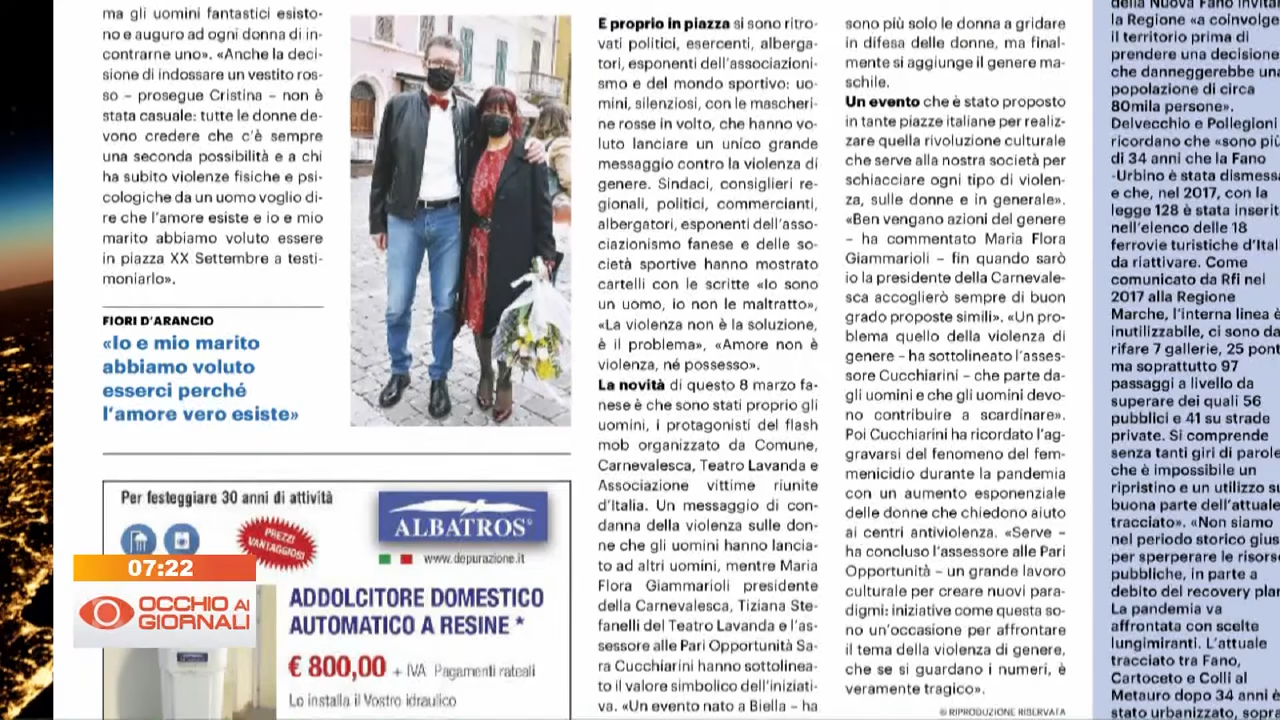 ma gli uomini fantastici esisto-
no e auguro ad ogni donna di in-
contrarne uno». «Anche la deci-
sione di indossare un vestito ros-
so – prosegue Cristina – non è
stata casuale: tutte le donne de-
vono credere che c'è sempre
una seconda possibilità e a chi
ha subito violenze fisiche e psi-
cologiche da un uomo voglio di-
re che l'amore esiste e io e mio
marito abbiamo voluto essere
in piazza XX Settembre a testi-
moniarlo».
FIORI D'ARANCIO
«Io e mio marito
abbiamo voluto
esserci perché
l'amore vero esiste»
Per festeggiare 30 anni di attività
PREZZI
VANTAGGIOSI
ALBATROS®
www.depurazione.it
ADDOLCITORE DOMESTICO
AUTOMATICO A RESINE *
€ 800,00 + IVA Pagamenti rateali
Lo installa il Vostro idraulico
07:22
OCCHIO AI
GIORNALI
E proprio in piazza si sono ritro-
vati politici, esercenti, alberga-
tori, esponenti dell'associazioni-
smo e del mondo sportivo: uo-
mini, silenziosi, con le mascheri-
ne rosse in volto, che hanno vo-
luto lanciare un unico grande
messaggio contro la violenza di
genere. Sindaci, consiglieri re-
gionali, politici, commercianti,
albergatori, esponenti dell'asso-
ciazionismo fanese e delle so-
cietà sportive hanno mostrato
cartelli con le scritte «Io sono
un uomo, io non le maltratto»,
«La violenza non è la soluzione,
è il problema», «Amore non è
violenza, né possesso».
La novità di questo 8 marzo fa-
nese è che sono stati proprio gli
uomini, i protagonisti del flash
mob organizzato da Comune,
Carnevalesca, Teatro Lavanda e
Associazione vittime riunite
d'Italia. Un messaggio di con-
danna della violenza sulle don-
ne che gli uomini hanno lancia-
to ad altri uomini, mentre Maria
Flora Giammarioli presidente
della Carnevalesca, Tiziana Ste-
fanelli del Teatro Lavanda e l'as-
sessore alle Pari Opportunità Sa-
ra Cucchiarini hanno sottolinea-
to il valore simbolico dell'iniziati-
va. «Un evento nato a Biella – ha
sono più solo le donna a gridare
in difesa delle donne, ma final-
mente si aggiunge il genere ma-
schile.
Un evento che è stato proposto
in tante piazze italiane per realiz-
zare quella rivoluzione culturale
che serve alla nostra società per
schiacciare ogni tipo di violen-
za, sulle donne e in generale».
«Ben vengano azioni del genere
– ha commentato Maria Flora
Giammarioli – fin quando sarò
io la presidente della Carnevale-
sca accoglierò sempre di buon
grado proposte simili». «Un pro-
blema quello della violenza di
genere – ha sottolineato l'asses-
sore Cucchiarini – che parte da-
gli uomini e che gli uomini devo-
no contribuire a scardinare».
Poi Cucchiarini ha ricordato l'ag-
gravarsi del fenomeno del fem-
menicidio durante la pandemia
con un aumento esponenziale
delle donne che chiedono aiuto
ai centri antiviolenza. «Serve –
ha concluso l'assessore alle Pari
Opportunità – un grande lavoro
culturale per creare nuovi para-
digmi: iniziative come questa so-
no un'occasione per affrontare
il tema della violenza di genere,
che se si guardano i numeri, è
veramente tragico».
© RIPRODUZIONE RISERVATA
della Nuova Fano invitan
la Regione «a coinvolge
il territorio prima di
prendere una decisione
che danneggerebbe una
popolazione di circa
80mila persone».
Delvecchio e Pollegioni
ricordano che «sono più
di 34 anni che la Fano
-Urbino è stata dismessa
e che, nel 2017, con la
legge 128 è stata inserit
nell'elenco delle 18
ferrovie turistiche d'Ital
da riattivare. Come
comunicato da Rfi nel
2017 alla Regione
Marche, l'interna linea è
inutilizzabile, ci sono da
rifare 7 gallerie, 25 pont
ma soprattutto 97
passaggi a livello da
superare dei quali 56
pubblici e 41 su strade
private. Si comprende
senza tanti giri di parole
che è impossibile un
ripristino e un utilizzo su
buona parte dell'attuale
tracciato». «Non siamo
nel periodo storico gius
per sperperare le risorse
pubbliche, in parte a
debito del recovery plan
La pandemia va
affrontata con scelte
lungimiranti. L'attuale
tracciato tra Fano,
Cartoceto e Colli al
Metauro dopo 34 anni è
stato urbanizzato, sopra